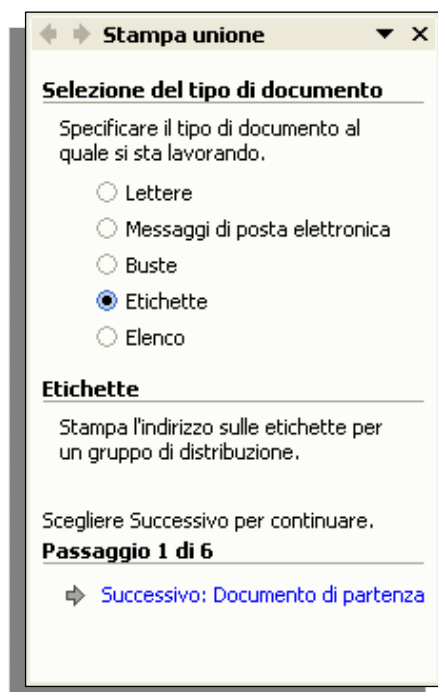 Stampa unione
Selezione del tipo di documento
Specificare il tipo di documento al
quale si sta lavorando.
Lettere
Messaggi di posta elettronica
Buste
Etichette
Elenco
Etichette
Stampa l'indirizzo sulle etichette per
un gruppo di distribuzione.
Scegliere Successivo per continuare.
Passaggio 1 di 6
Successivo: Documento di partenza